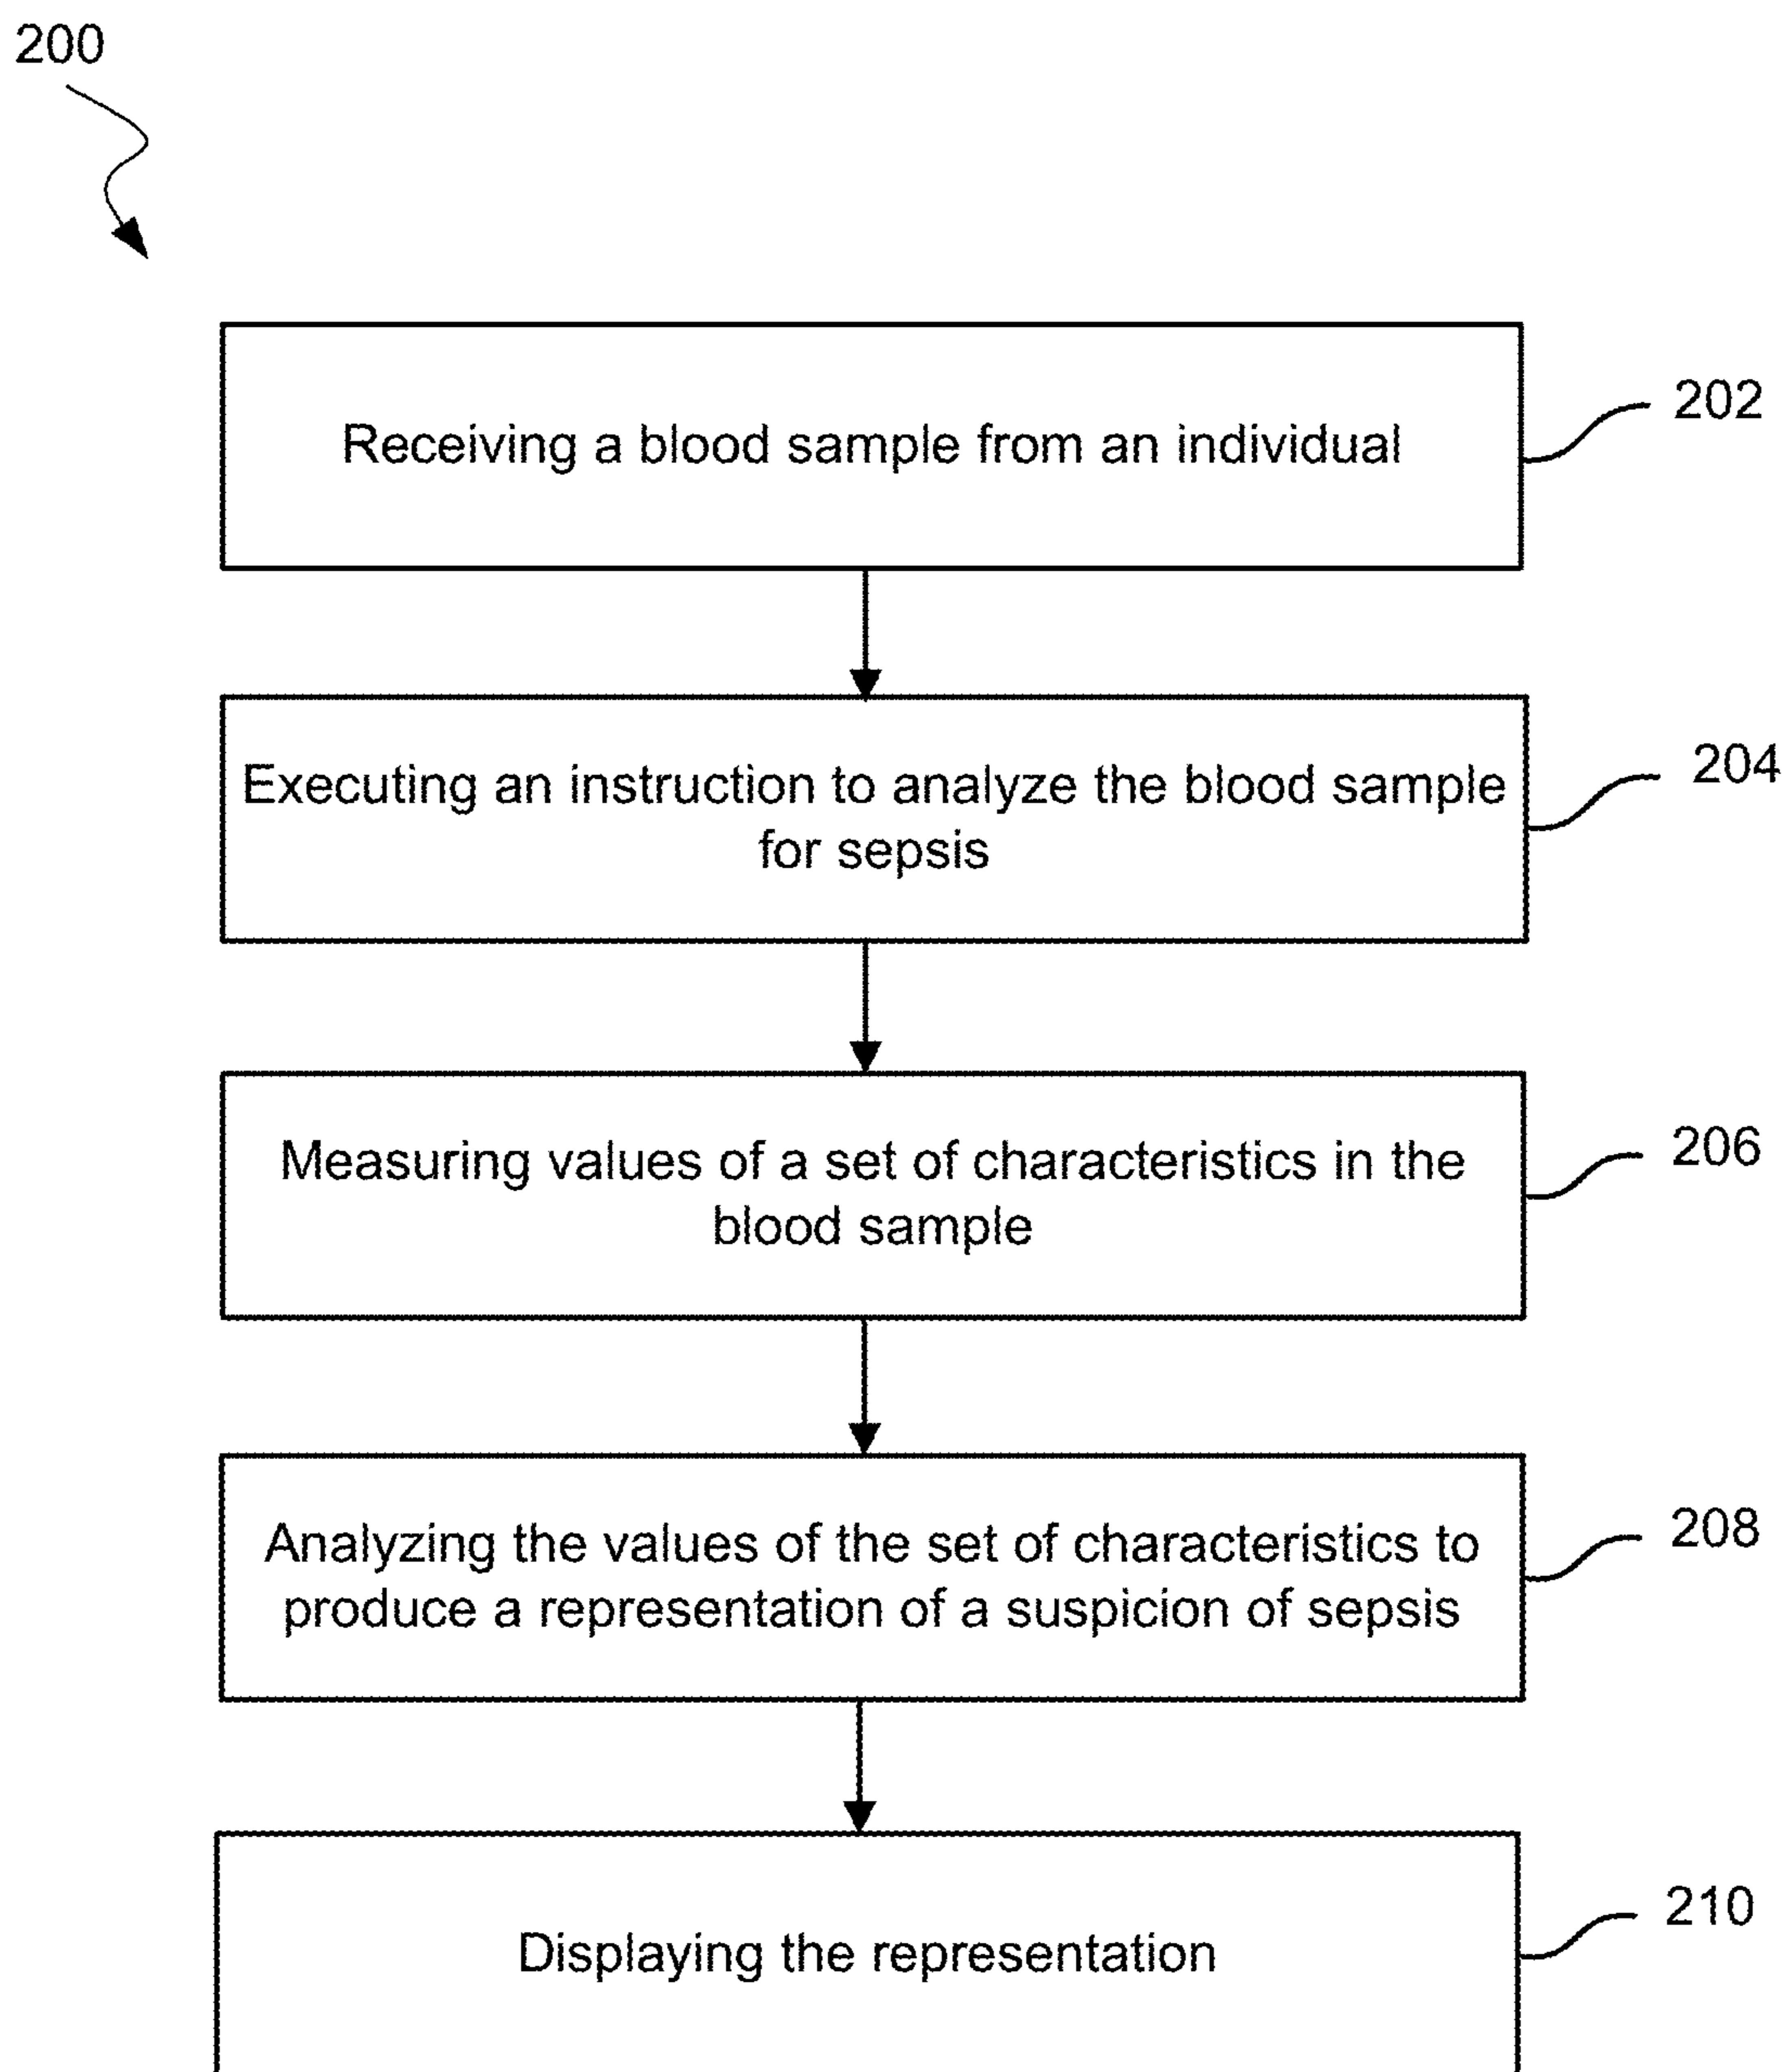 200
Receiving a blood sample from an individual
202
Executing an instruction to analyze the blood sample
for sepsis
204
Measuring values of a set of characteristics in the
blood sample
206
Analyzing the values of the set of characteristics to
produce a representation of a suspicion of sepsis
208
Displaying the representation
210